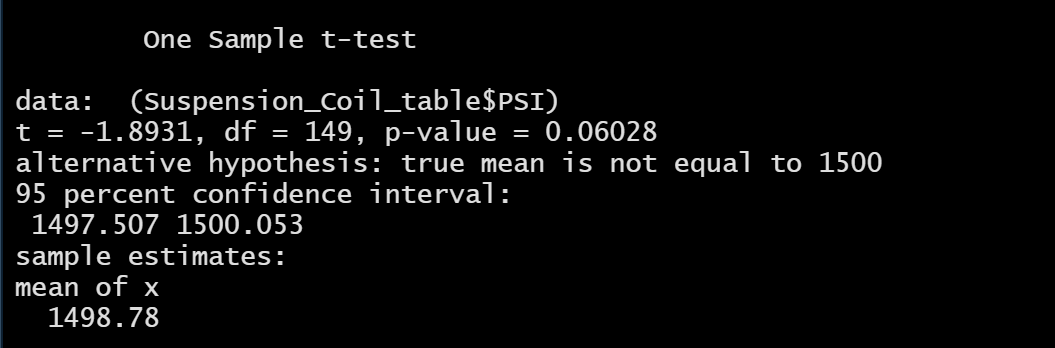 One Sample t-test
data:  (Suspension_Coil_table$PSI)
t = -1.8931, df = 149, p-value = 0.06028
alternative hypothesis: true mean is not equal to 1500
95 percent confidence interval:
1497.507 1500.053
sample estimates:
mean of x
1498.78